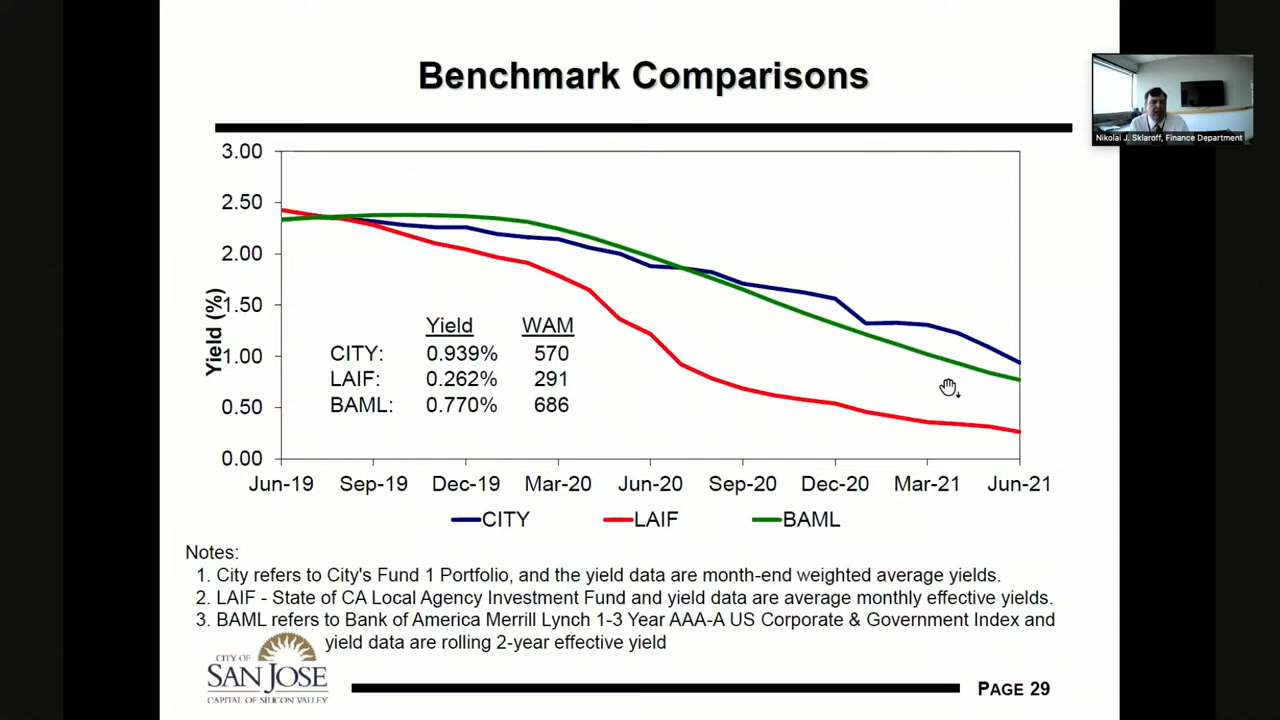 Benchmark Comparisons
Nikolai J. Sklaroff, Finance Department
Yield (%)
3.00
2.50
2.00
1.50
1.00
0.50
0.00
Yield WAM
CITY: 0.939% 570
LAIF: 0.262% 291
BAML: 0.770% 686
Jun-19 Sep-19 Dec-19 Mar-20 Jun-20 Sep-20 Dec-20 Mar-21 Jun-21
CITY LAIF BAML
Notes:
1. City refers to City's Fund 1 Portfolio, and the yield data are month-end weighted average yields.
2. LAIF - State of CA Local Agency Investment Fund and yield data are average monthly effective yields.
3. BAML refers to Bank of America Merrill Lynch 1-3 Year AAA-A US Corporate & Government Index and
yield data are rolling 2-year effective yield
CITY OF
SAN JOSE
CAPITAL OF SILICON VALLEY
PAGE 29